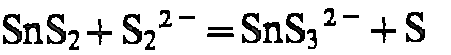 SnS₂ + S₂²⁻ = SnS₃²⁻ + S